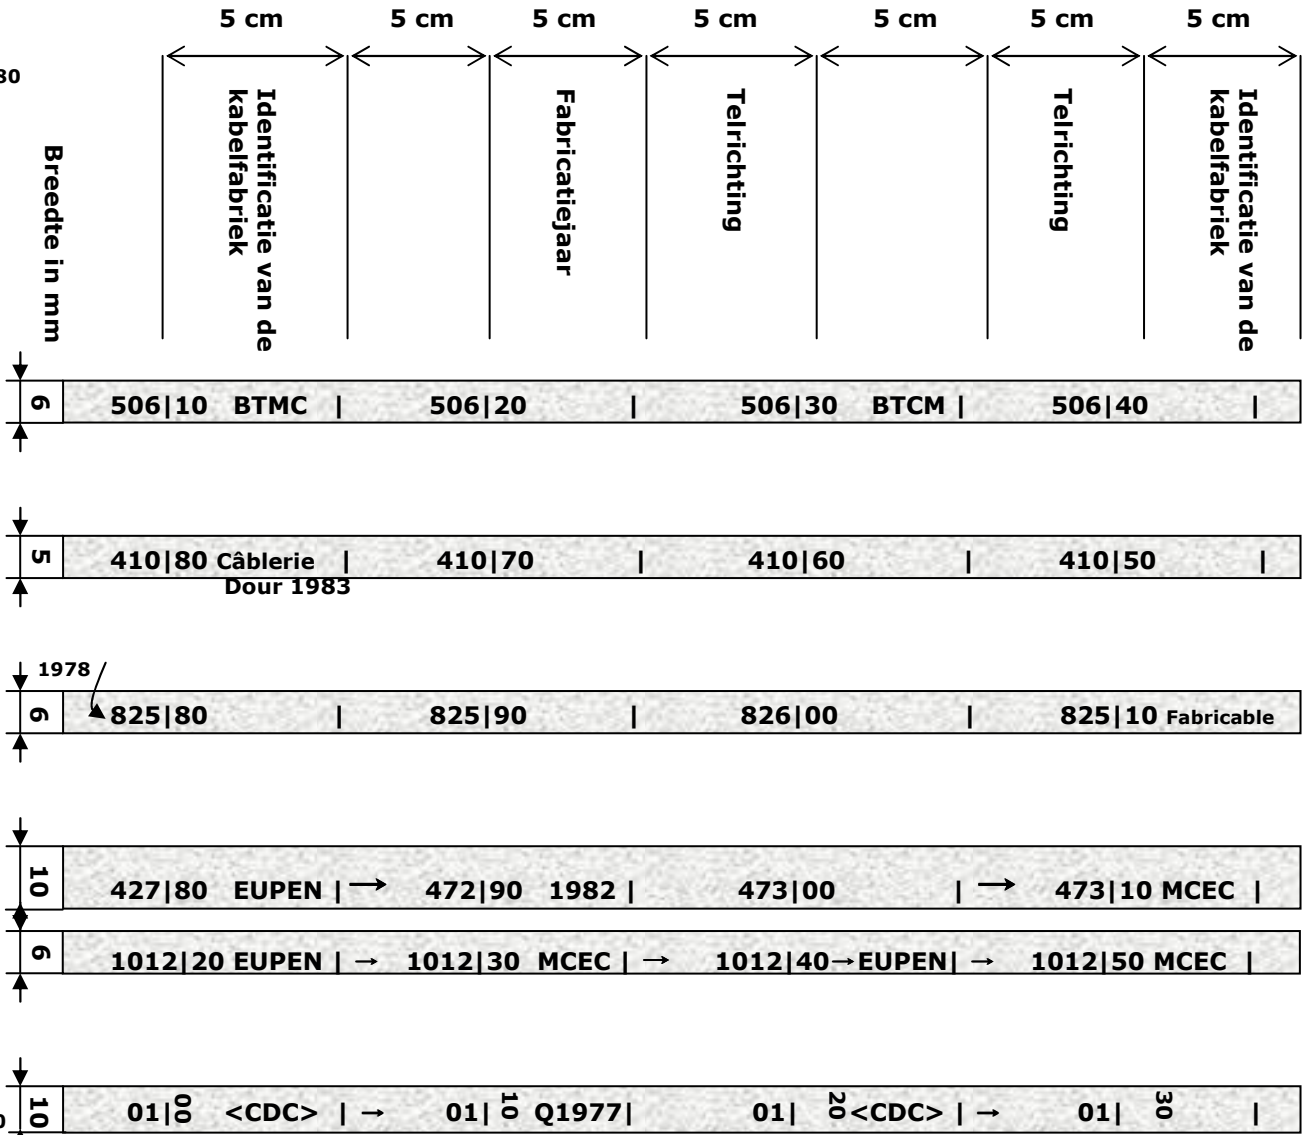 5 cm 5 cm 5 cm 5 cm 5 cm 5 cm 5 cm
80
Breedte in mm
Identificatie van de
kabelfabriek
Fabricatiejaar
Telrichting
Telrichting
Identificatie van de
kabelfabriek
6 506|10 BTMC | 506|20 | 506|30 BTCM | 506|40 |
5 410|80 Câblerie | 410|70 | 410|60 | 410|50 |
Dour 1983
1978
6 825|80 | 825|90 | 826|00 | 825|10 Fabricable
10 427|80 EUPEN | → 472|90 1982 | 473|00 | → 473|10 MCEC |
6 1012|20 EUPEN | → 1012|30 MCEC | → 1012|40→EUPEN| → 1012|50 MCEC |
0 10 01|00 <CDC> | → 01|10 Q1977| 01| 20 <CDC> | → 01| 30 |